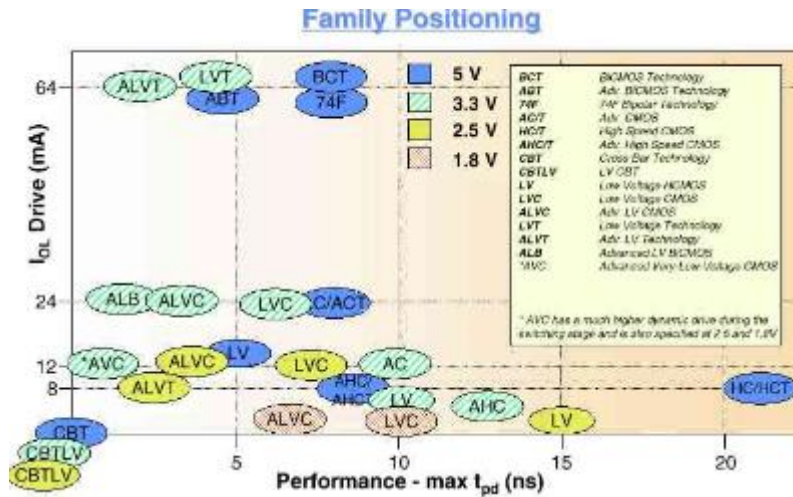 Family Positioning
64
24
12
8
I_OL Drive (mA)
5
10
15
20
Performance - max t_pd (ns)
5 V
3.3 V
2.5 V
1.8 V
BCT BiCMOS Technology
ABT Adv. BiCMOS Technology
74F 74F Bipolar Technology
AC/T Adv. CMOS
HC/T High Speed CMOS
AHC/T Adv. High Speed CMOS
CBT Cross Bar Technology
CBTLV LV CBT
LV Low Voltage HCMOS
LVC Low Voltage CMOS
ALVC Adv. LV CMOS
LVT Low Voltage Technology
ALVT Adv. LV Technology
ALB Advanced LV BiCMOS
*AVC Advanced Very-Low Voltage CMOS
* AVC has a much higher dynamic drive during the
switching stage and is also specified at 2.5 and 1.8V
ALVT
LVT
ABT
BCT
74F
ALB
ALVC
LVC
C/ACT
*AVC
ALVC
LV
LVC
AC
ALVT
AHC/
AHCT
LV
AHC
HC/HCT
ALVC
LVC
LV
CBT
CBTLV
CBTLV